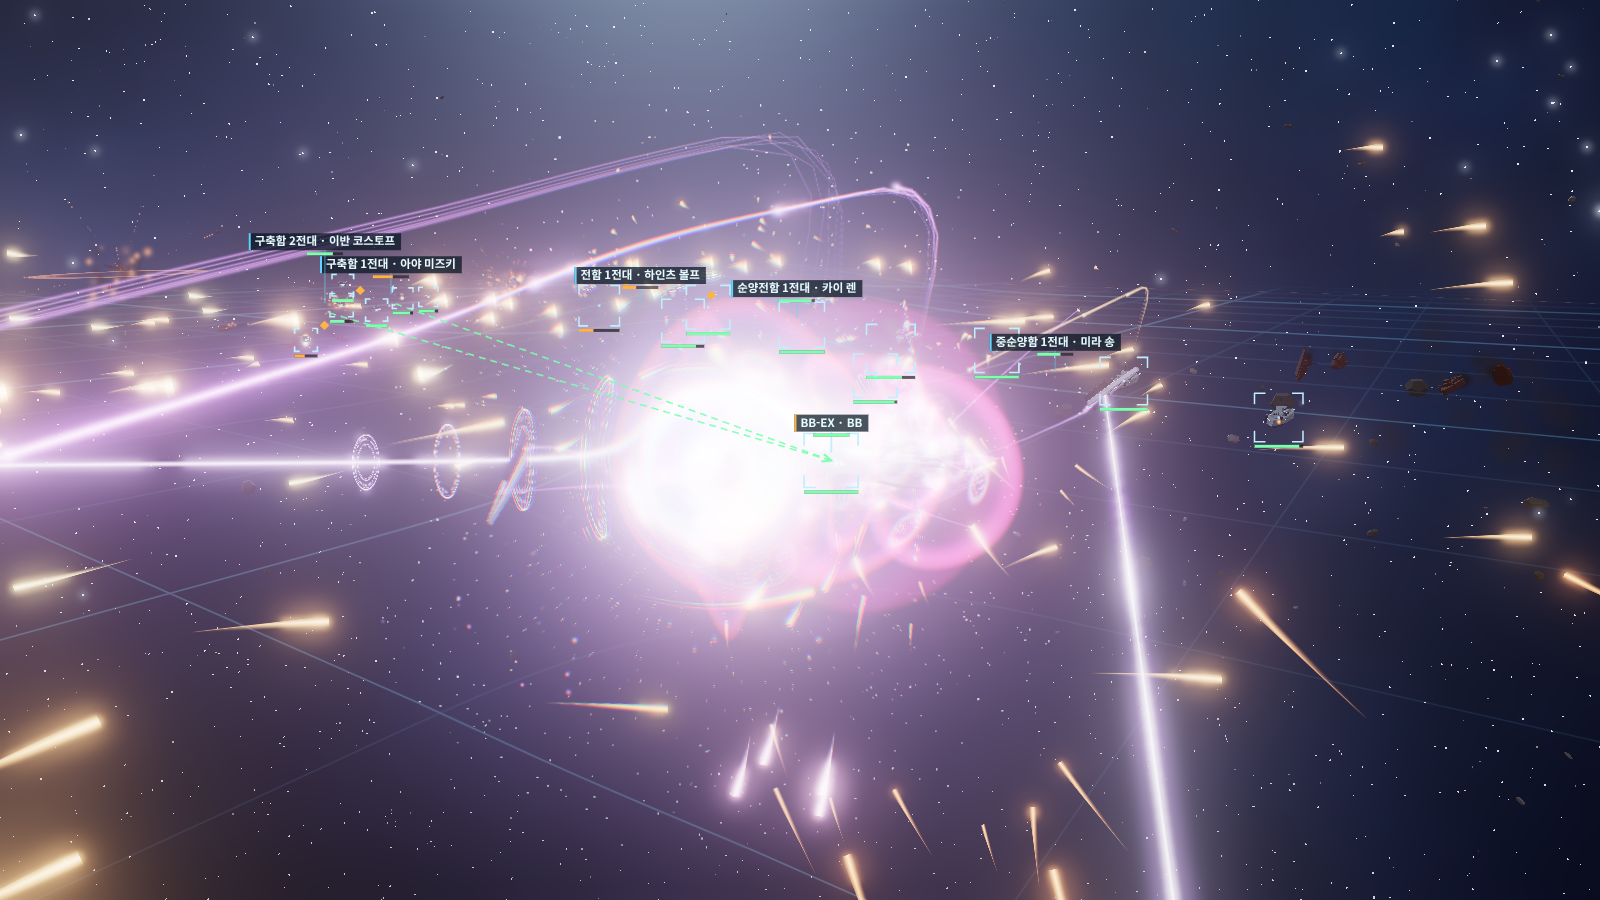 구축함 2전대 · 이반 코스토프
구축함 1전대 · 아야 미즈키
전함 1전대 · 하인츠 볼프
순양전함 1전대 · 카이 렌
중순양함 1전대 · 미라 송
BB-EX · BB